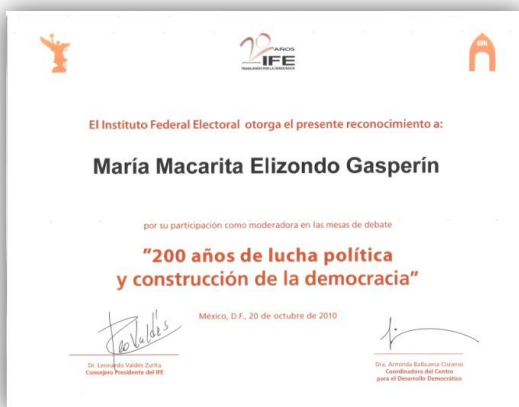 20 AÑOS
IFE
El Instituto Federal Electoral otorga el presente reconocimiento a:
María Macarita Elizondo Gasperín
por su participación como moderadora en las mesas de debate
"200 años de lucha política
y construcción de la democracia"
México, D.F., 20 de octubre de 2010
Leo Valdés
Dr. Leonardo Valdés Zurita
Consejero Presidente del IFE
Dra. Arminda Balbuena Cisneros
Coordinadora del Centro
para el Desarrollo Democrático